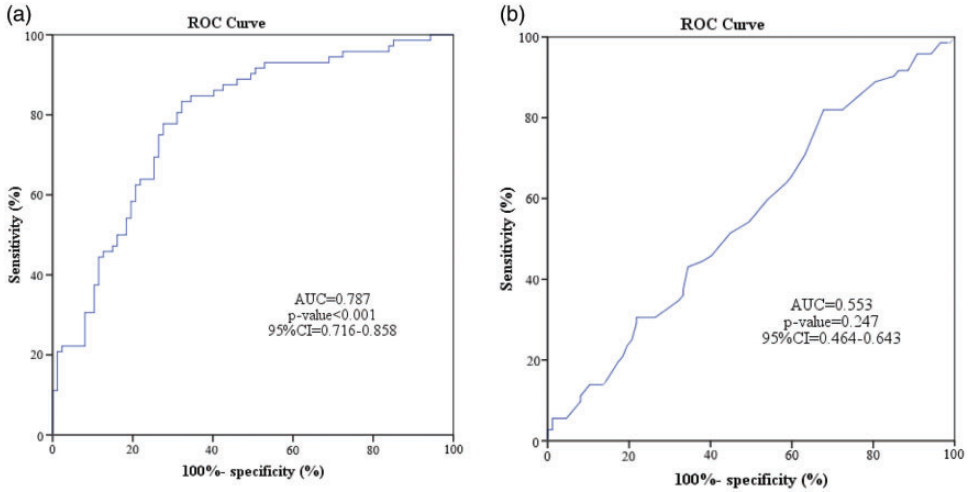 (a)
ROC Curve
100
80
60
40
20
0
0 20 40 60 80 100
Sensitivity (%)
100%- specificity (%)
AUC=0.787
p-value<0.001
95%CI=0.716-0.858
(b)
ROC Curve
100
80
60
40
20
0
0 20 40 60 80 100
Sensitivity (%)
100%- specificity (%)
AUC=0.553
p-value=0.247
95%CI=0.464-0.643